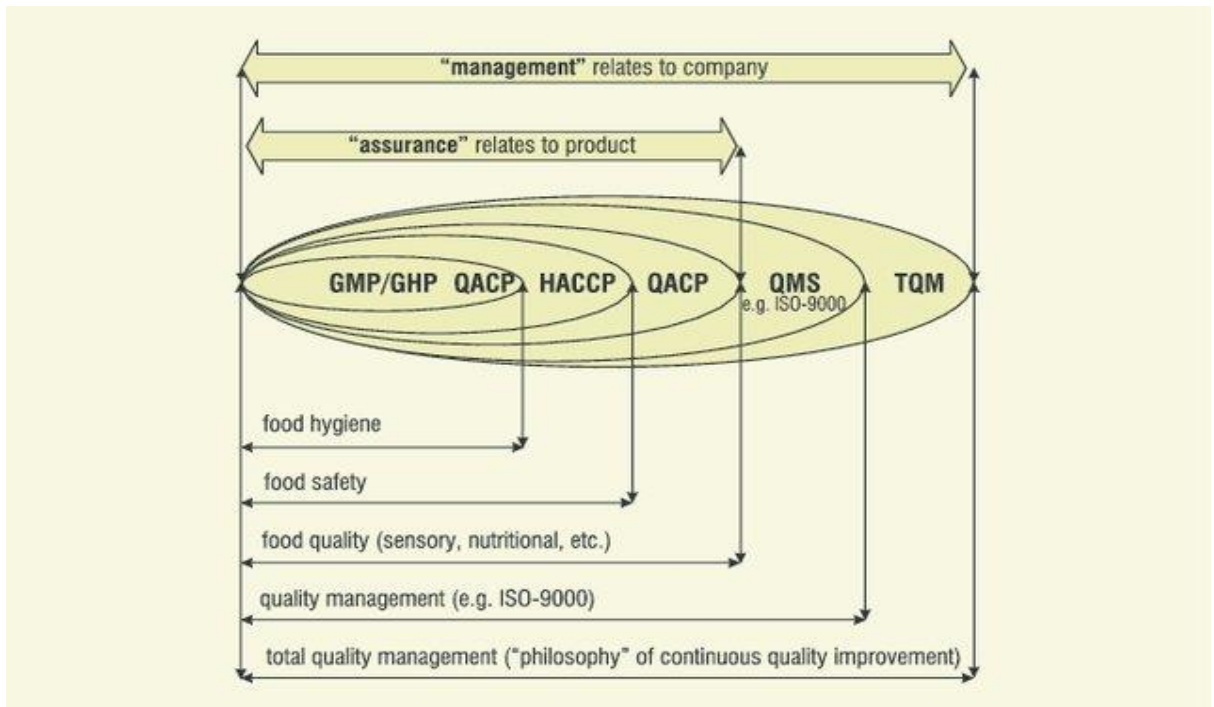 “management” relates to company
“assurance” relates to product
GMP/GHP QACP HACCP QACP QMS TQM
e.g. ISO-9000
food hygiene
food safety
food quality (sensory, nutritional, etc.)
quality management (e.g. ISO-9000)
total quality management (“philosophy” of continuous quality improvement)